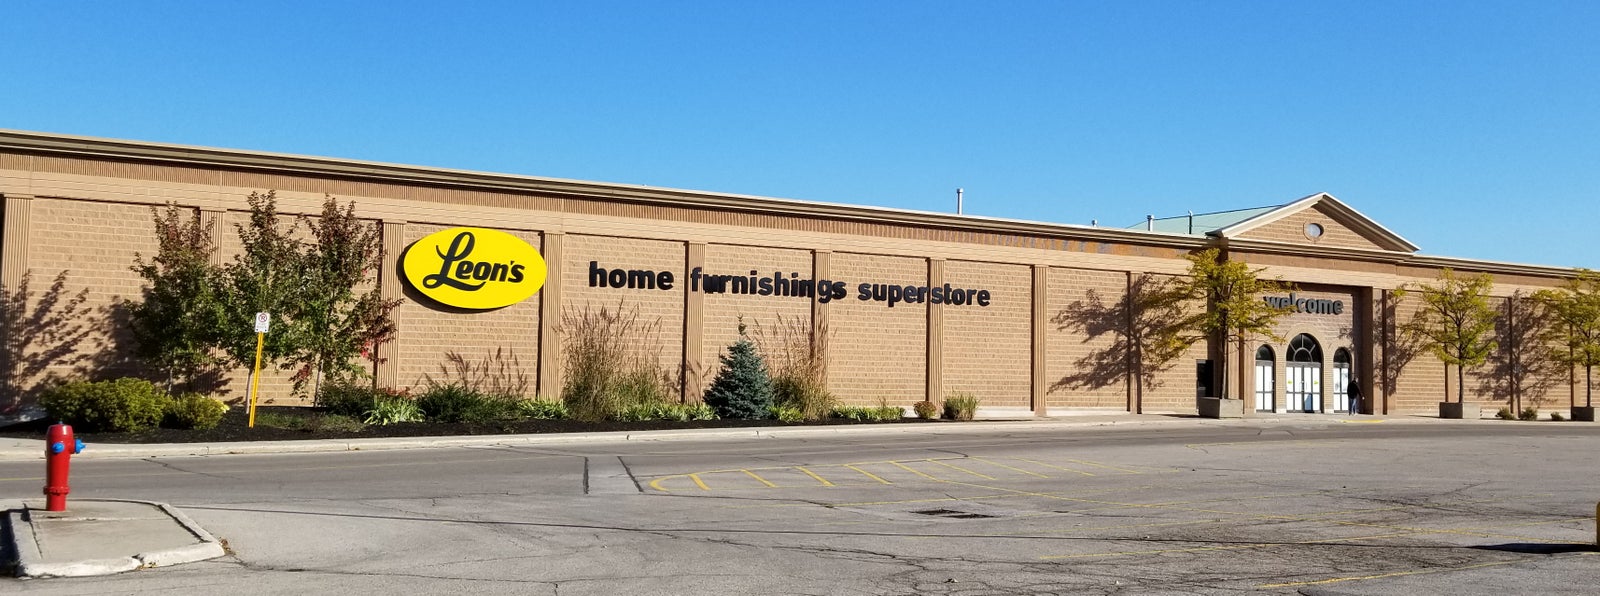 Leon's
home furnishings superstore
welcome